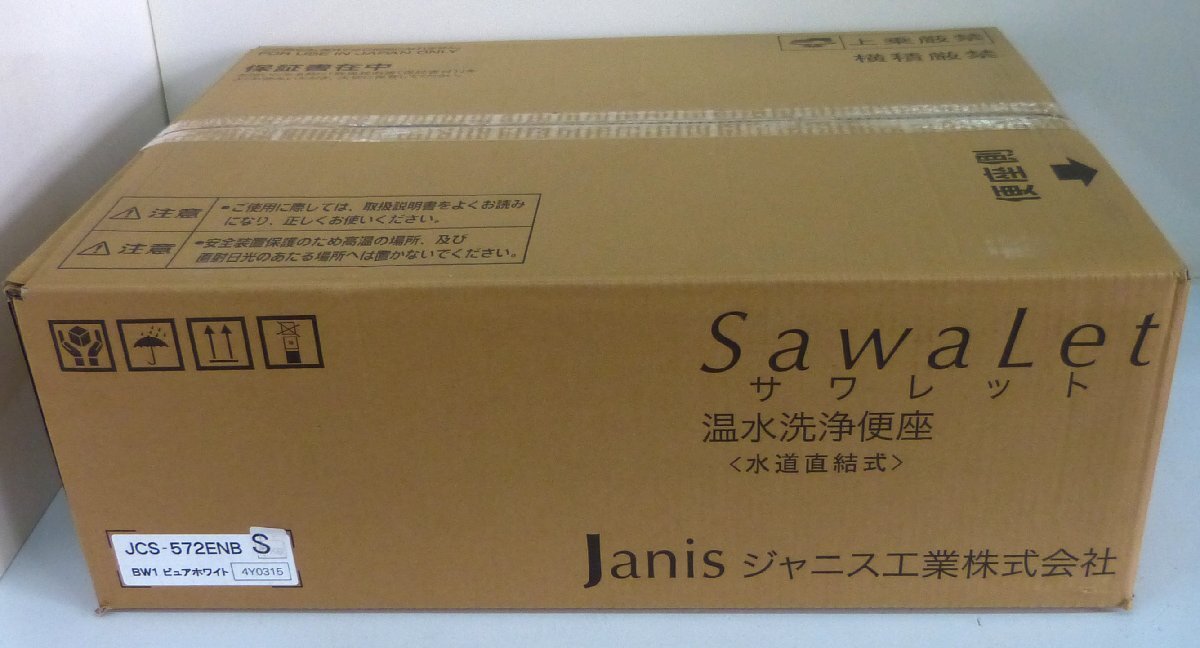 FOR USE IN JAPAN ONLY
保証書在中
上乗厳禁
横積厳禁
便座側
⚠ 注意 •ご使用に際しては、取扱説明書をよくお読み
になり、正しくお使いください。
⚠ 注意 •安全装置保護のため高温の場所、及び
直射日光のあたる場所へは置かないでください。
SawaLet
サワレット
温水洗浄便座
<水道直結式>
JCS-572ENB S
BW1 ピュアホワイト 4Y0315
Janis ジャニス工業株式会社